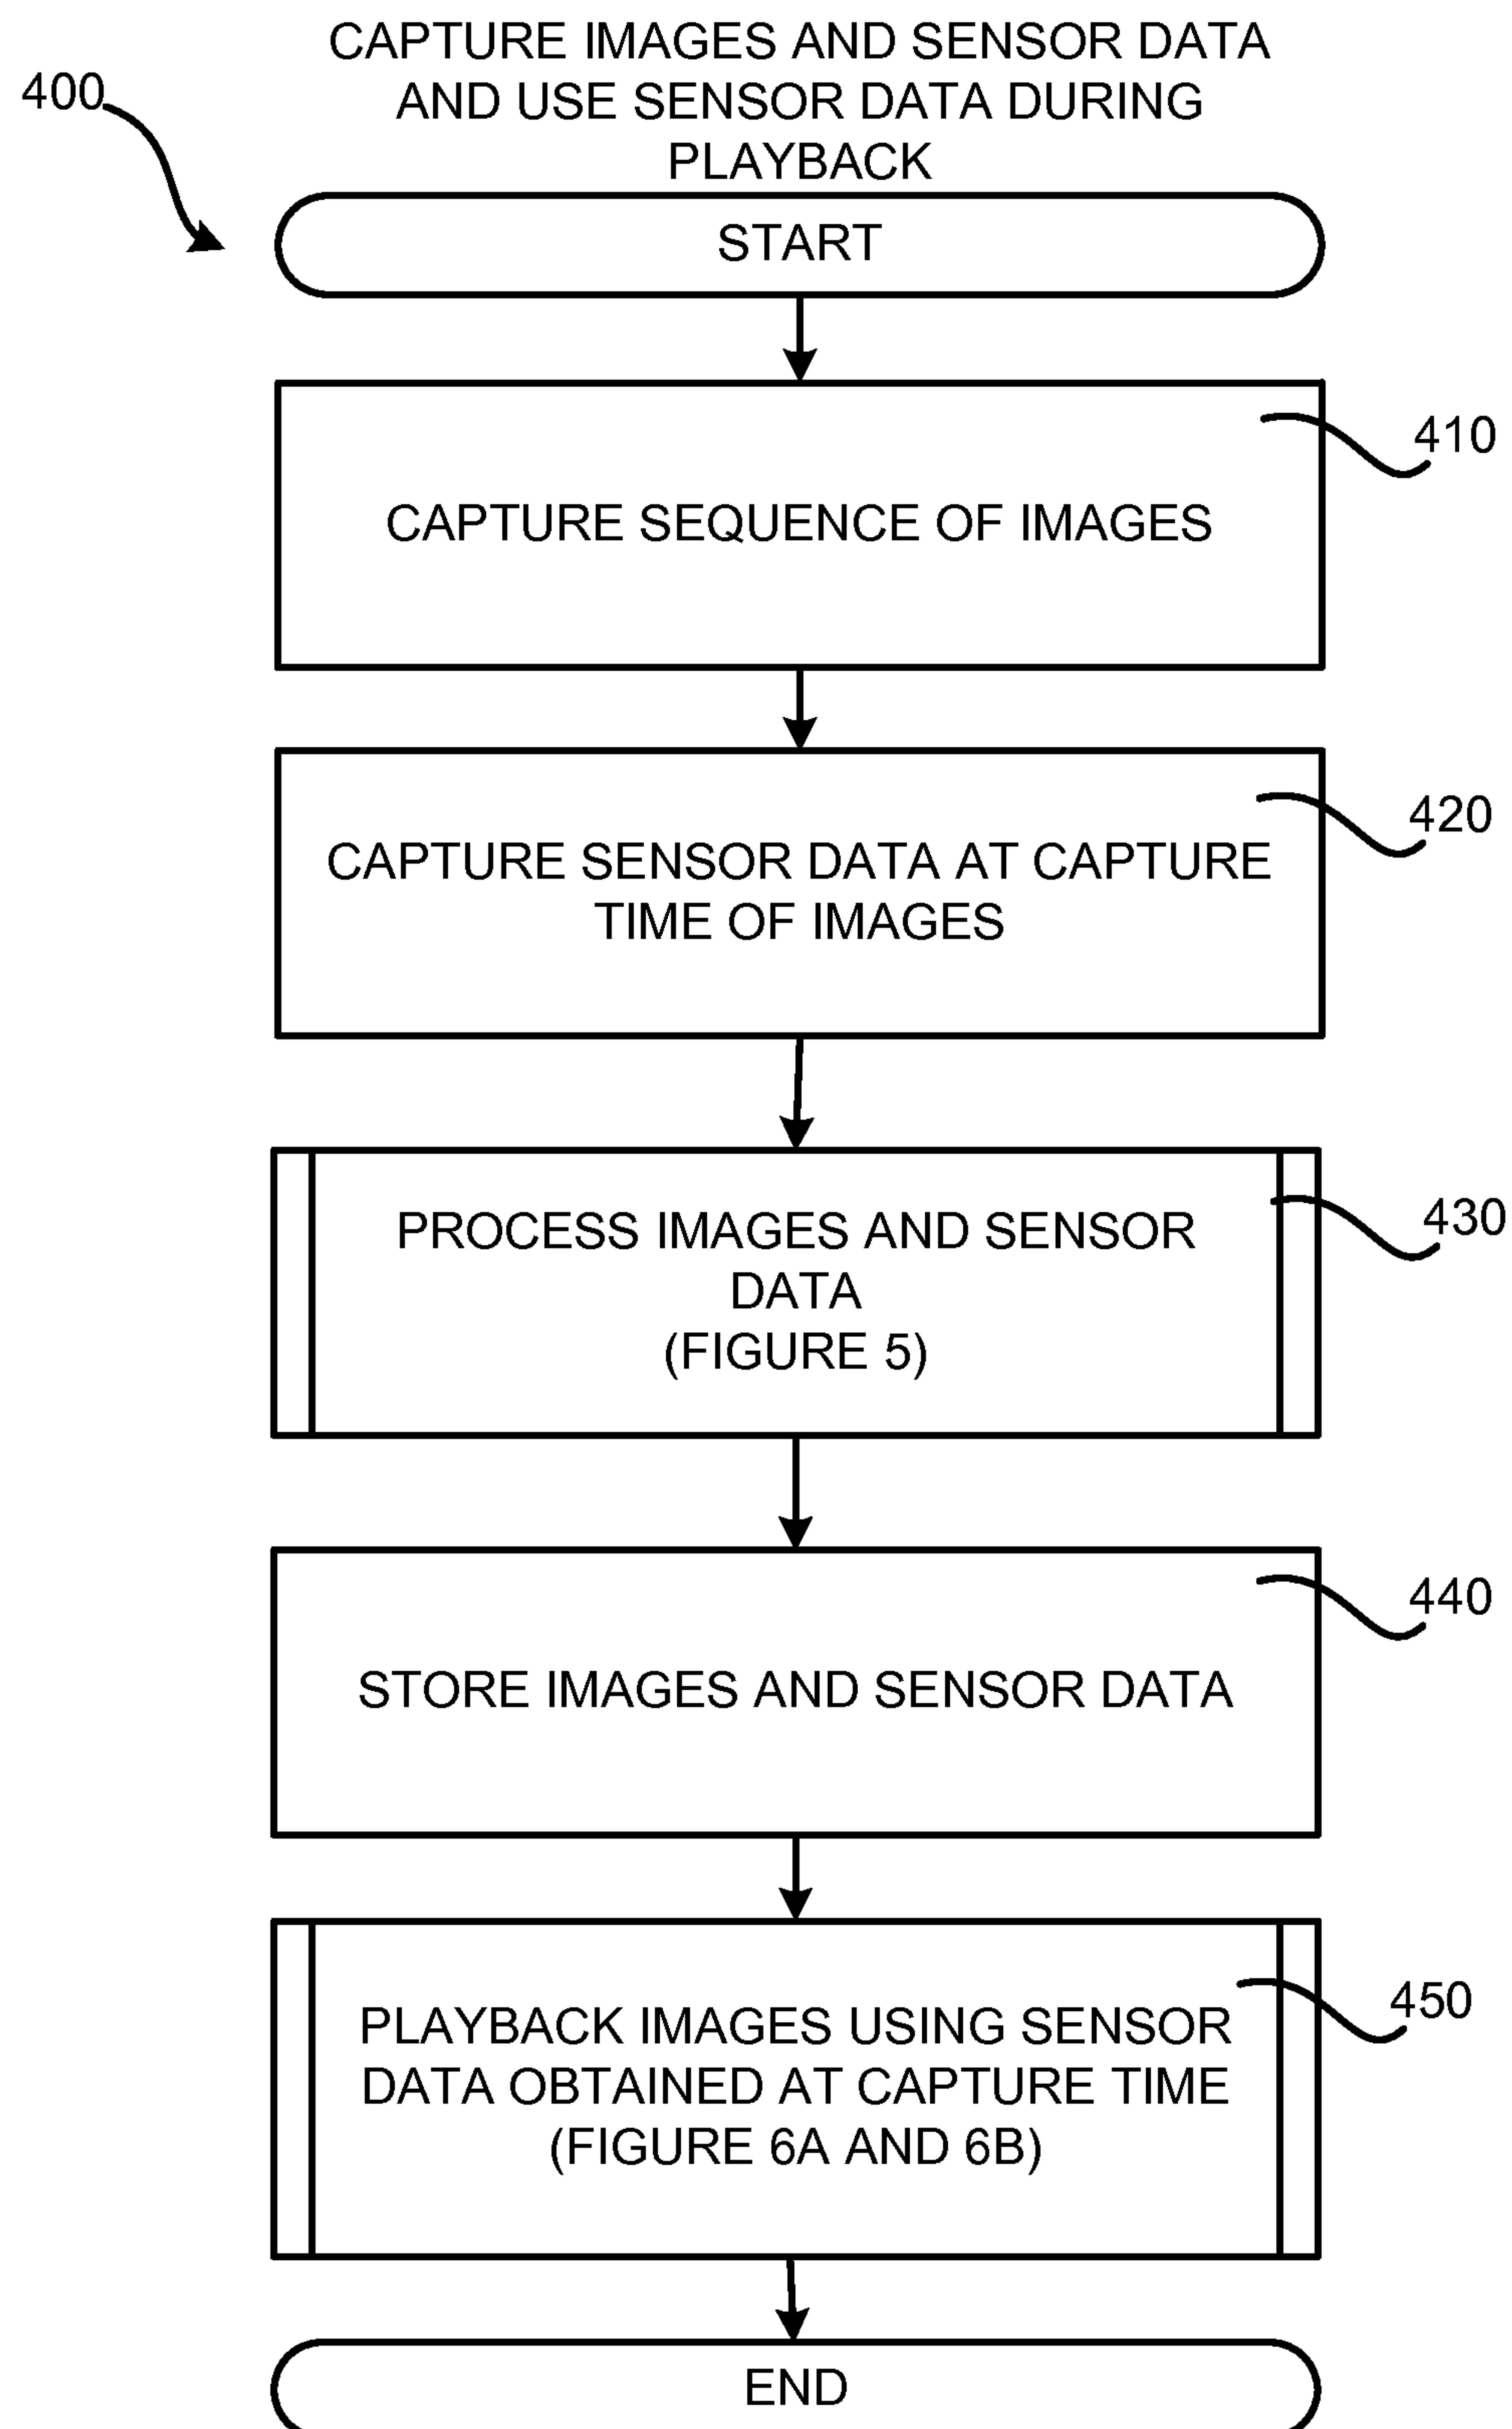 CAPTURE IMAGES AND SENSOR DATA
AND USE SENSOR DATA DURING
PLAYBACK
400
START
410
CAPTURE SEQUENCE OF IMAGES
420
CAPTURE SENSOR DATA AT CAPTURE
TIME OF IMAGES
430
PROCESS IMAGES AND SENSOR
DATA
(FIGURE 5)
440
STORE IMAGES AND SENSOR DATA
450
PLAYBACK IMAGES USING SENSOR
DATA OBTAINED AT CAPTURE TIME
(FIGURE 6A AND 6B)
END